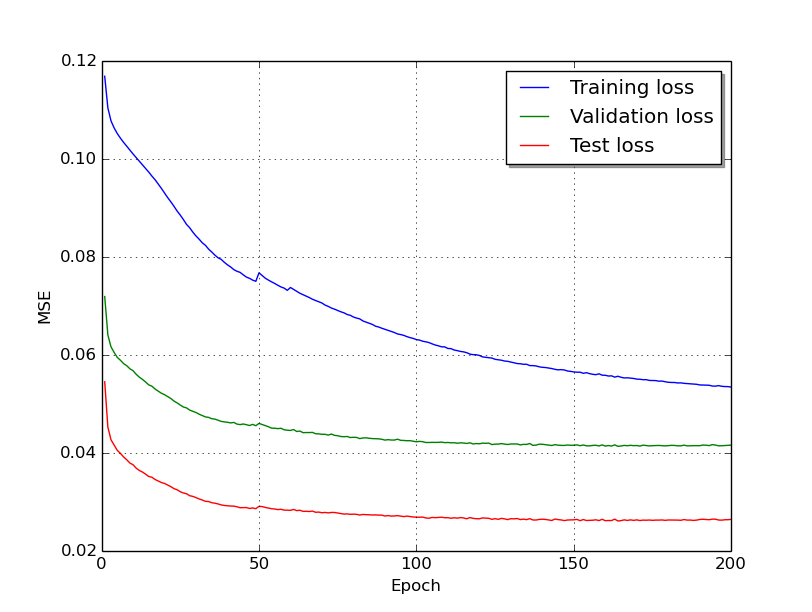 0.12
0.10
0.08
0.06
0.04
0.02
MSE
Training loss
Validation loss
Test loss
0 50 100 150 200
Epoch